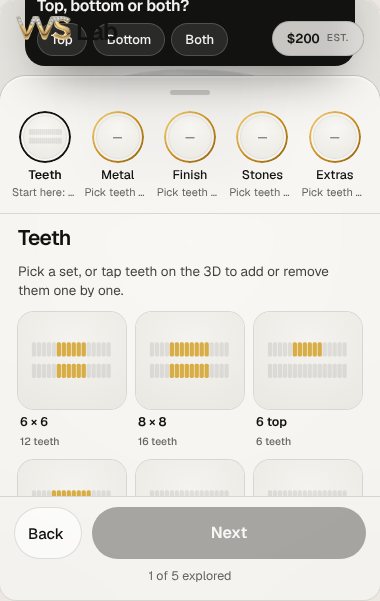 Top, bottom or both?
VVS Lab
Top
Bottom
Both
$200 EST.
Teeth
Metal
Finish
Stones
Extras
Start here: ...
Pick teeth ...
Pick teeth ...
Pick teeth ...
Pick teeth ...
Teeth
Pick a set, or tap teeth on the 3D to add or remove
them one by one.
6 × 6
8 × 8
6 top
12 teeth
16 teeth
6 teeth
Back
Next
1 of 5 explored